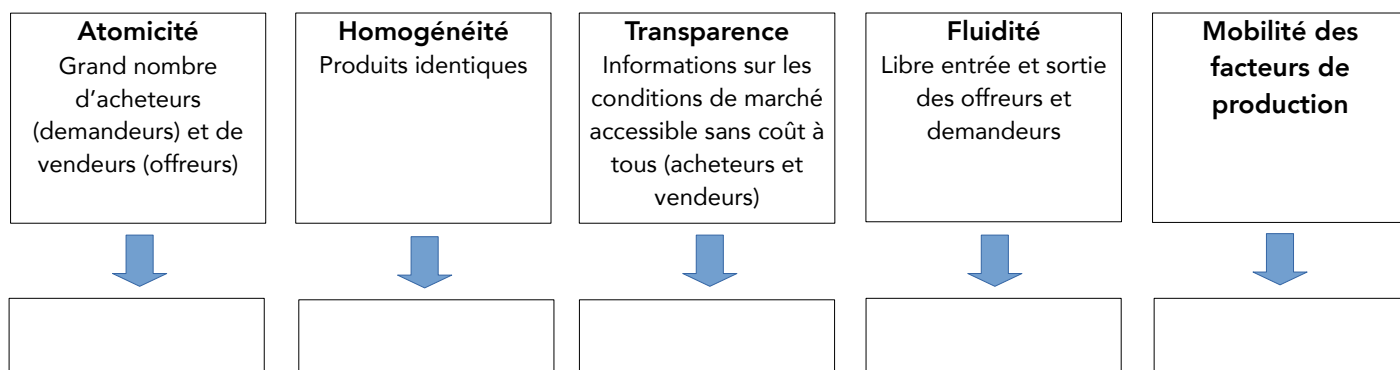 Atomicité
Grand nombre
d’acheteurs
(demandeurs) et de
vendeurs (offreurs)
Homogénéité
Produits identiques
Transparence
Informations sur les
conditions de marché
accessible sans coût à
tous (acheteurs et
vendeurs)
Fluidité
Libre entrée et sortie
des offreurs et
demandeurs
Mobilité des
facteurs de
production